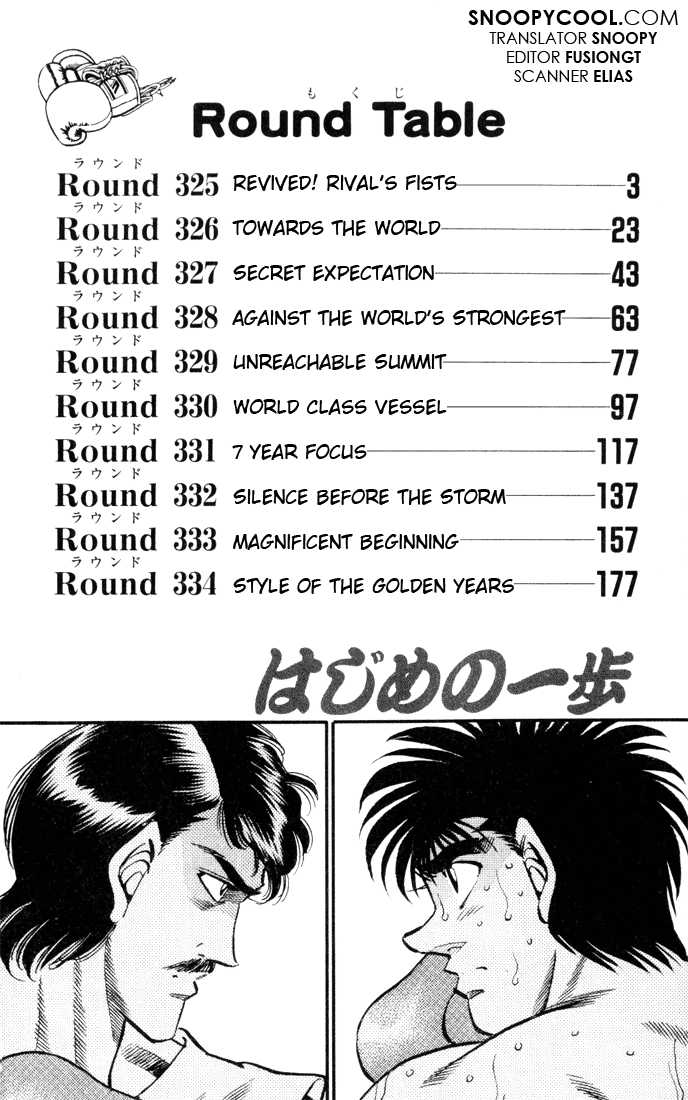 SNOOPYCOOL.COM
TRANSLATOR SNOOPY
EDITOR FUSIONGT
SCANNER ELIAS
もくじ
Round Table
ラウンド
Round 325 REVIVED! RIVAL'S FISTS 3
ラウンド
Round 326 TOWARDS THE WORLD 23
ラウンド
Round 327 SECRET EXPECTATION 43
ラウンド
Round 328 AGAINST THE WORLD'S STRONGEST 63
ラウンド
Round 329 UNREACHABLE SUMMIT 77
ラウンド
Round 330 WORLD CLASS VESSEL 97
ラウンド
Round 331 7 YEAR FOCUS 117
ラウンド
Round 332 SILENCE BEFORE THE STORM 137
ラウンド
Round 333 MAGNIFICENT BEGINNING 157
ラウンド
Round 334 STYLE OF THE GOLDEN YEARS 177
はじめの一歩